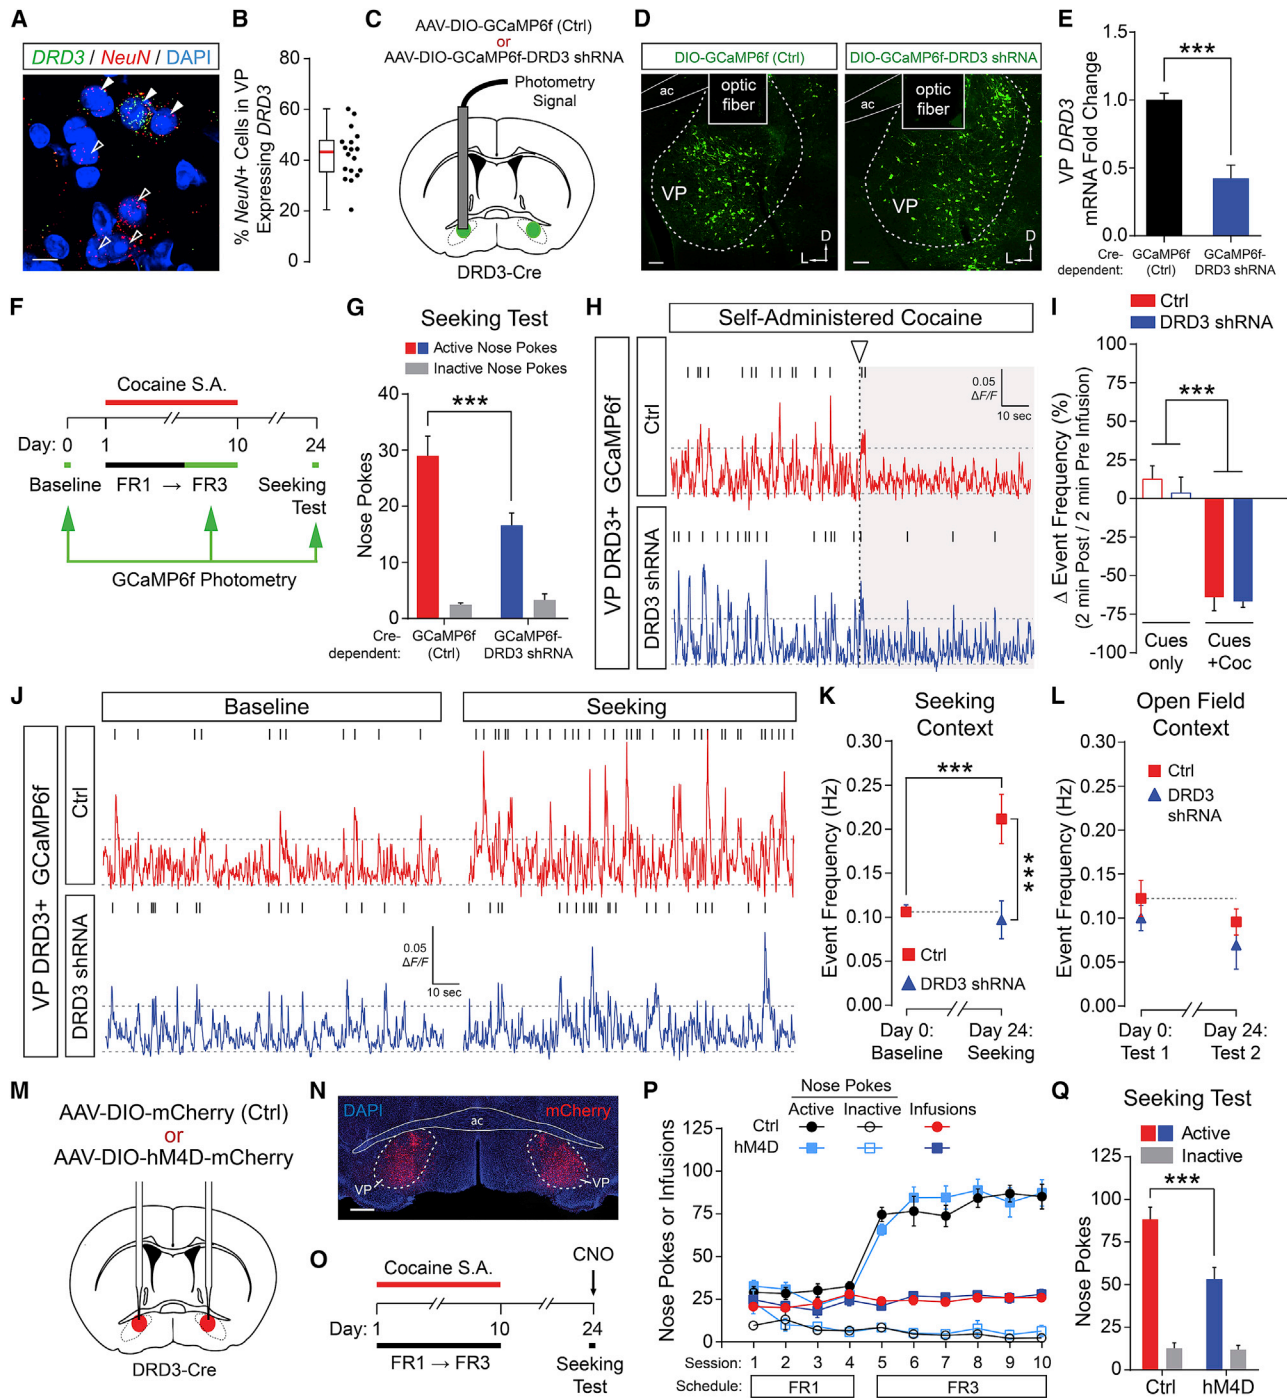 A
DRD3 / NeuN / DAPI
B
% NeuN+ Cells in VP
Expressing DRD3
80
60
40
20
0
C
AAV-DIO-GCaMP6f (Ctrl)
or
AAV-DIO-GCaMP6f-DRD3 shRNA
Photometry
Signal
DRD3-Cre
D
DIO-GCaMP6f (Ctrl)
DIO-GCaMP6f-DRD3 shRNA
ac
optic
fiber
VP
D
L
ac
optic
fiber
VP
D
L
E
VP DRD3
mRNA Fold Change
1.5
1.0
0.5
0.0
***
Cre-
dependent:
GCaMP6f
(Ctrl)
GCaMP6f-
DRD3 shRNA
F
Cocaine S.A.
Day:
0
1
10
24
Baseline
FR1 → FR3
Seeking
Test
GCaMP6f Photometry
G
Seeking Test
Active Nose Pokes
Inactive Nose Pokes
Nose Pokes
40
30
20
10
0
***
Cre-
dependent:
GCaMP6f
(Ctrl)
GCaMP6f-
DRD3 shRNA
H
Self-Administered Cocaine
VP DRD3+ GCaMP6f
Ctrl
DRD3 shRNA
0.05
ΔF/F
10 sec
I
Ctrl
DRD3 shRNA
Δ Event Frequency (%)
(2 min Post / 2 min Pre Infusion)
100
75
50
25
0
-25
-50
-75
-100
***
Cues
only
Cues
+Coc
J
Baseline
Seeking
VP DRD3+ GCaMP6f
Ctrl
DRD3 shRNA
0.05
ΔF/F
10 sec
K
Seeking
Context
Event Frequency (Hz)
0.30
0.25
0.20
0.15
0.10
0.05
0.00
***
***
Ctrl
DRD3 shRNA
Day 0:
Baseline
Day 24:
Seeking
L
Open Field
Context
Event Frequency (Hz)
0.30
0.25
0.20
0.15
0.10
0.05
0.00
Ctrl
DRD3
shRNA
Day 0:
Test 1
Day 24:
Test 2
M
AAV-DIO-mCherry (Ctrl)
or
AAV-DIO-hM4D-mCherry
DRD3-Cre
N
DAPI
mCherry
ac
VP
VP
O
CNO
Cocaine S.A.
Day:
1
10
24
FR1 → FR3
Seeking
Test
P
Nose Pokes
Active
Inactive
Infusions
Ctrl
hM4D
Nose Pokes or Infusions
125
100
75
50
25
0
Session:
1 2 3 4 5 6 7 8 9 10
Schedule:
FR1
FR3
Q
Seeking Test
Active
Inactive
Nose Pokes
125
100
75
50
25
0
***
Ctrl
hM4D